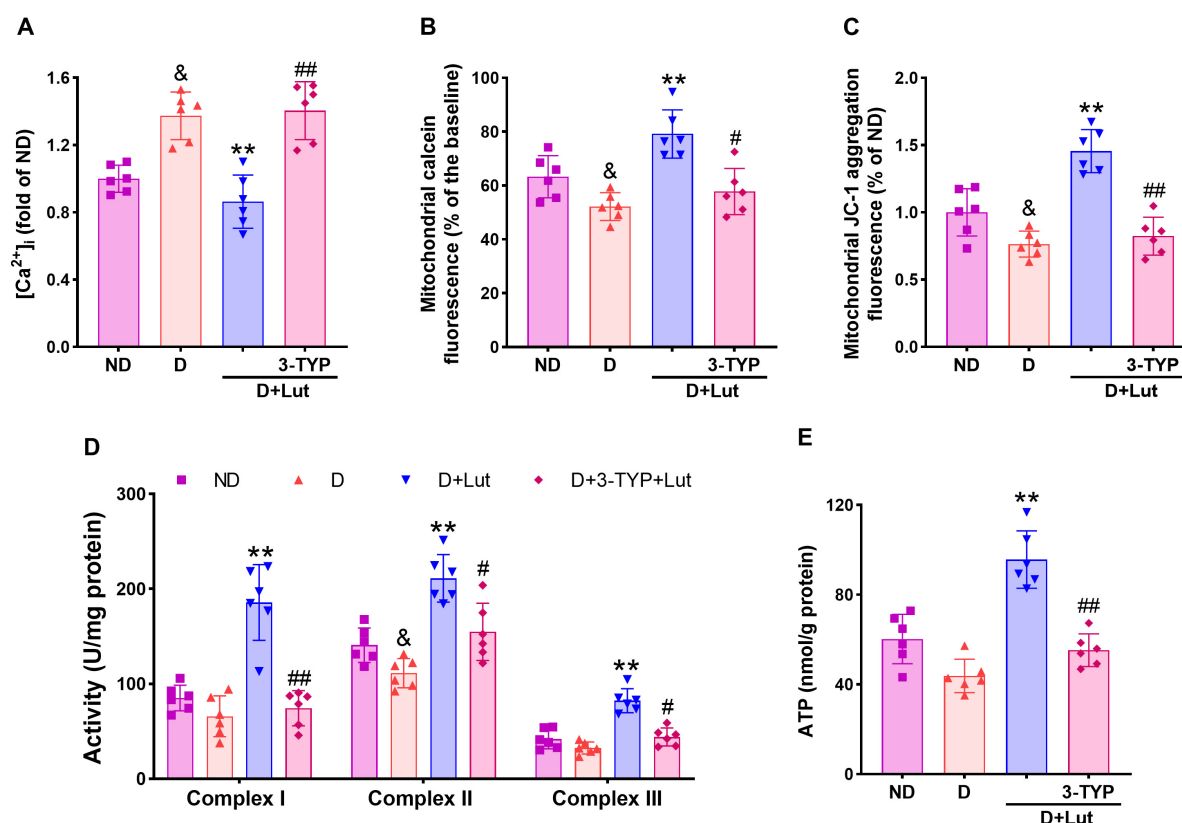 A
[Ca²⁺]ᵢ (fold of ND)
1.6
1.2
0.8
0.4
0.0
&
**
##
ND
D
3-TYP
D+Lut
B
Mitochondrial calcein
fluorescence (% of the baseline)
100
80
60
40
20
0
&
**
#
ND
D
3-TYP
D+Lut
C
Mitochondrial JC-1 aggregation
fluorescence (% of ND)
2.0
1.5
1.0
0.5
0.0
&
**
##
ND
D
3-TYP
D+Lut
D
ND D D+Lut D+3-TYP+Lut
Activity (U/mg protein)
300
200
100
0
**
##
&
**
#
**
#
Complex I Complex II Complex III
E
ATP (nmol/g protein)
120
80
40
0
**
##
ND
D
3-TYP
D+Lut